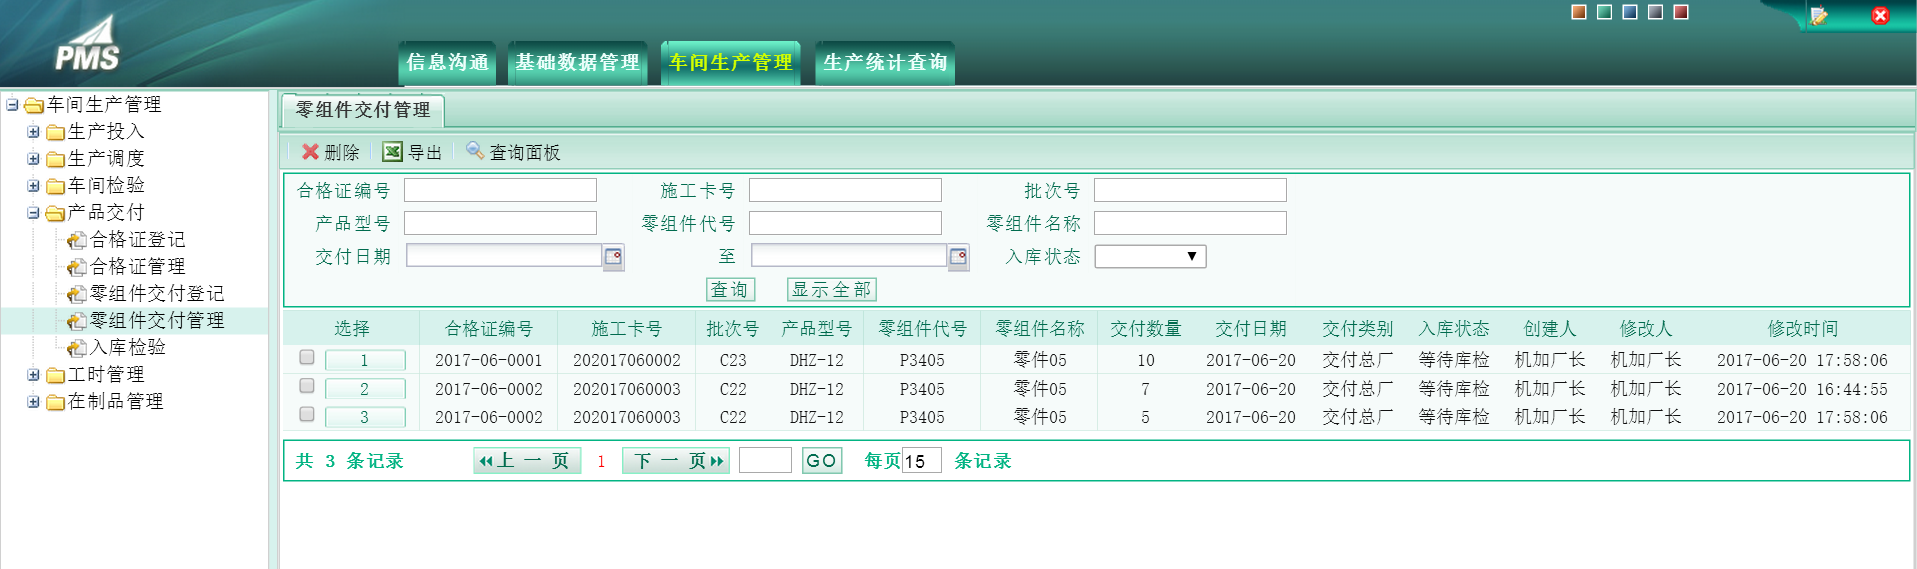 PMS
信息沟通 基础数据管理 车间生产管理 生产统计查询
车间生产管理
生产投入
生产调度
车间检验
产品交付
合格证登记
合格证管理
零组件交付登记
零组件交付管理
入库检验
工时管理
在制品管理
零组件交付管理
删除 导出 查询面板
合格证编号 施工卡号 批次号
产品型号 零组件代号 零组件名称
交付日期 至 入库状态
查询 显示全部
选择 合格证编号 施工卡号 批次号 产品型号 零组件代号 零组件名称 交付数量 交付日期 交付类别 入库状态 创建人 修改人 修改时间
1 2017-06-0001 202017060002 C23 DHZ-12 P3405 零件05 10 2017-06-20 交付总厂 等待库检 机加厂长 机加厂长 2017-06-20 17:58:06
2 2017-06-0002 202017060003 C22 DHZ-12 P3405 零件05 7 2017-06-20 交付总厂 等待库检 机加厂长 机加厂长 2017-06-20 16:44:55
3 2017-06-0002 202017060003 C22 DHZ-12 P3405 零件05 5 2017-06-20 交付总厂 等待库检 机加厂长 机加厂长 2017-06-20 17:58:06
共 3 条记录 上一页 1 下一页 GO 每页15 条记录